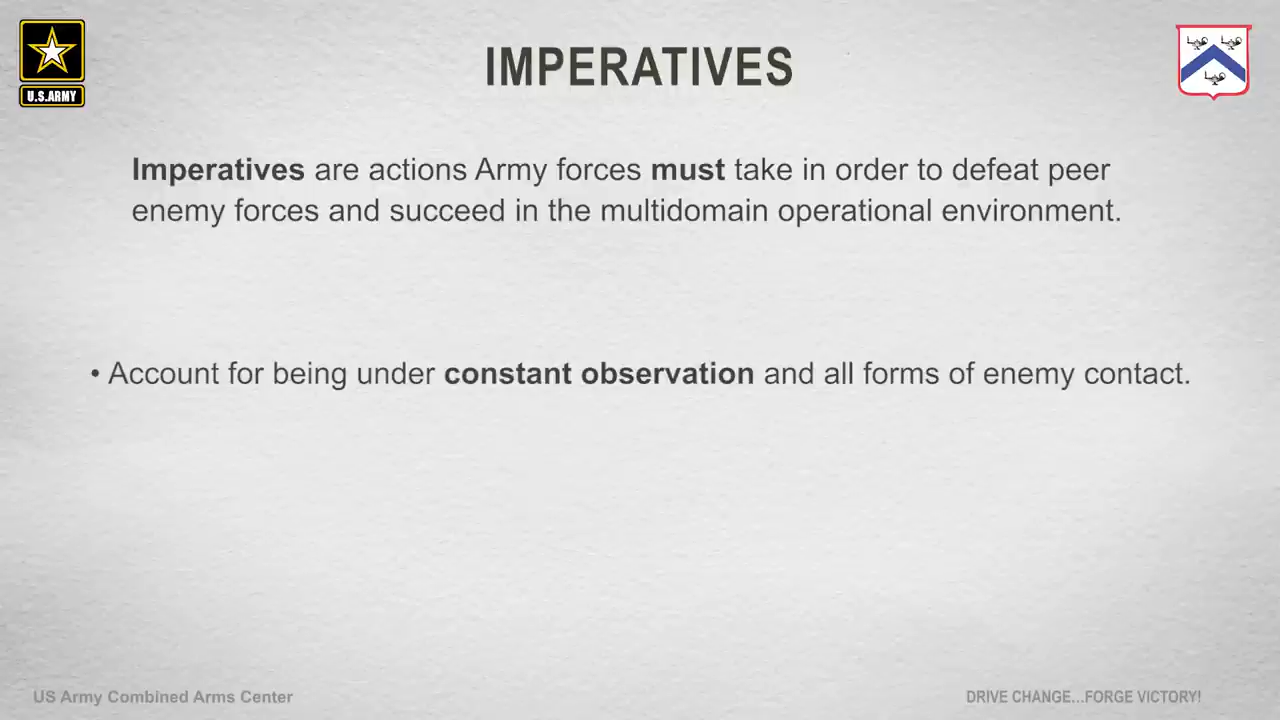 IMPERATIVES
U.S.ARMY
Imperatives are actions Army forces must take in order to defeat peer
enemy forces and succeed in the multidomain operational environment.
• Account for being under constant observation and all forms of enemy contact.
US Army Combined Arms Center
DRIVE CHANGE...FORGE VICTORY!